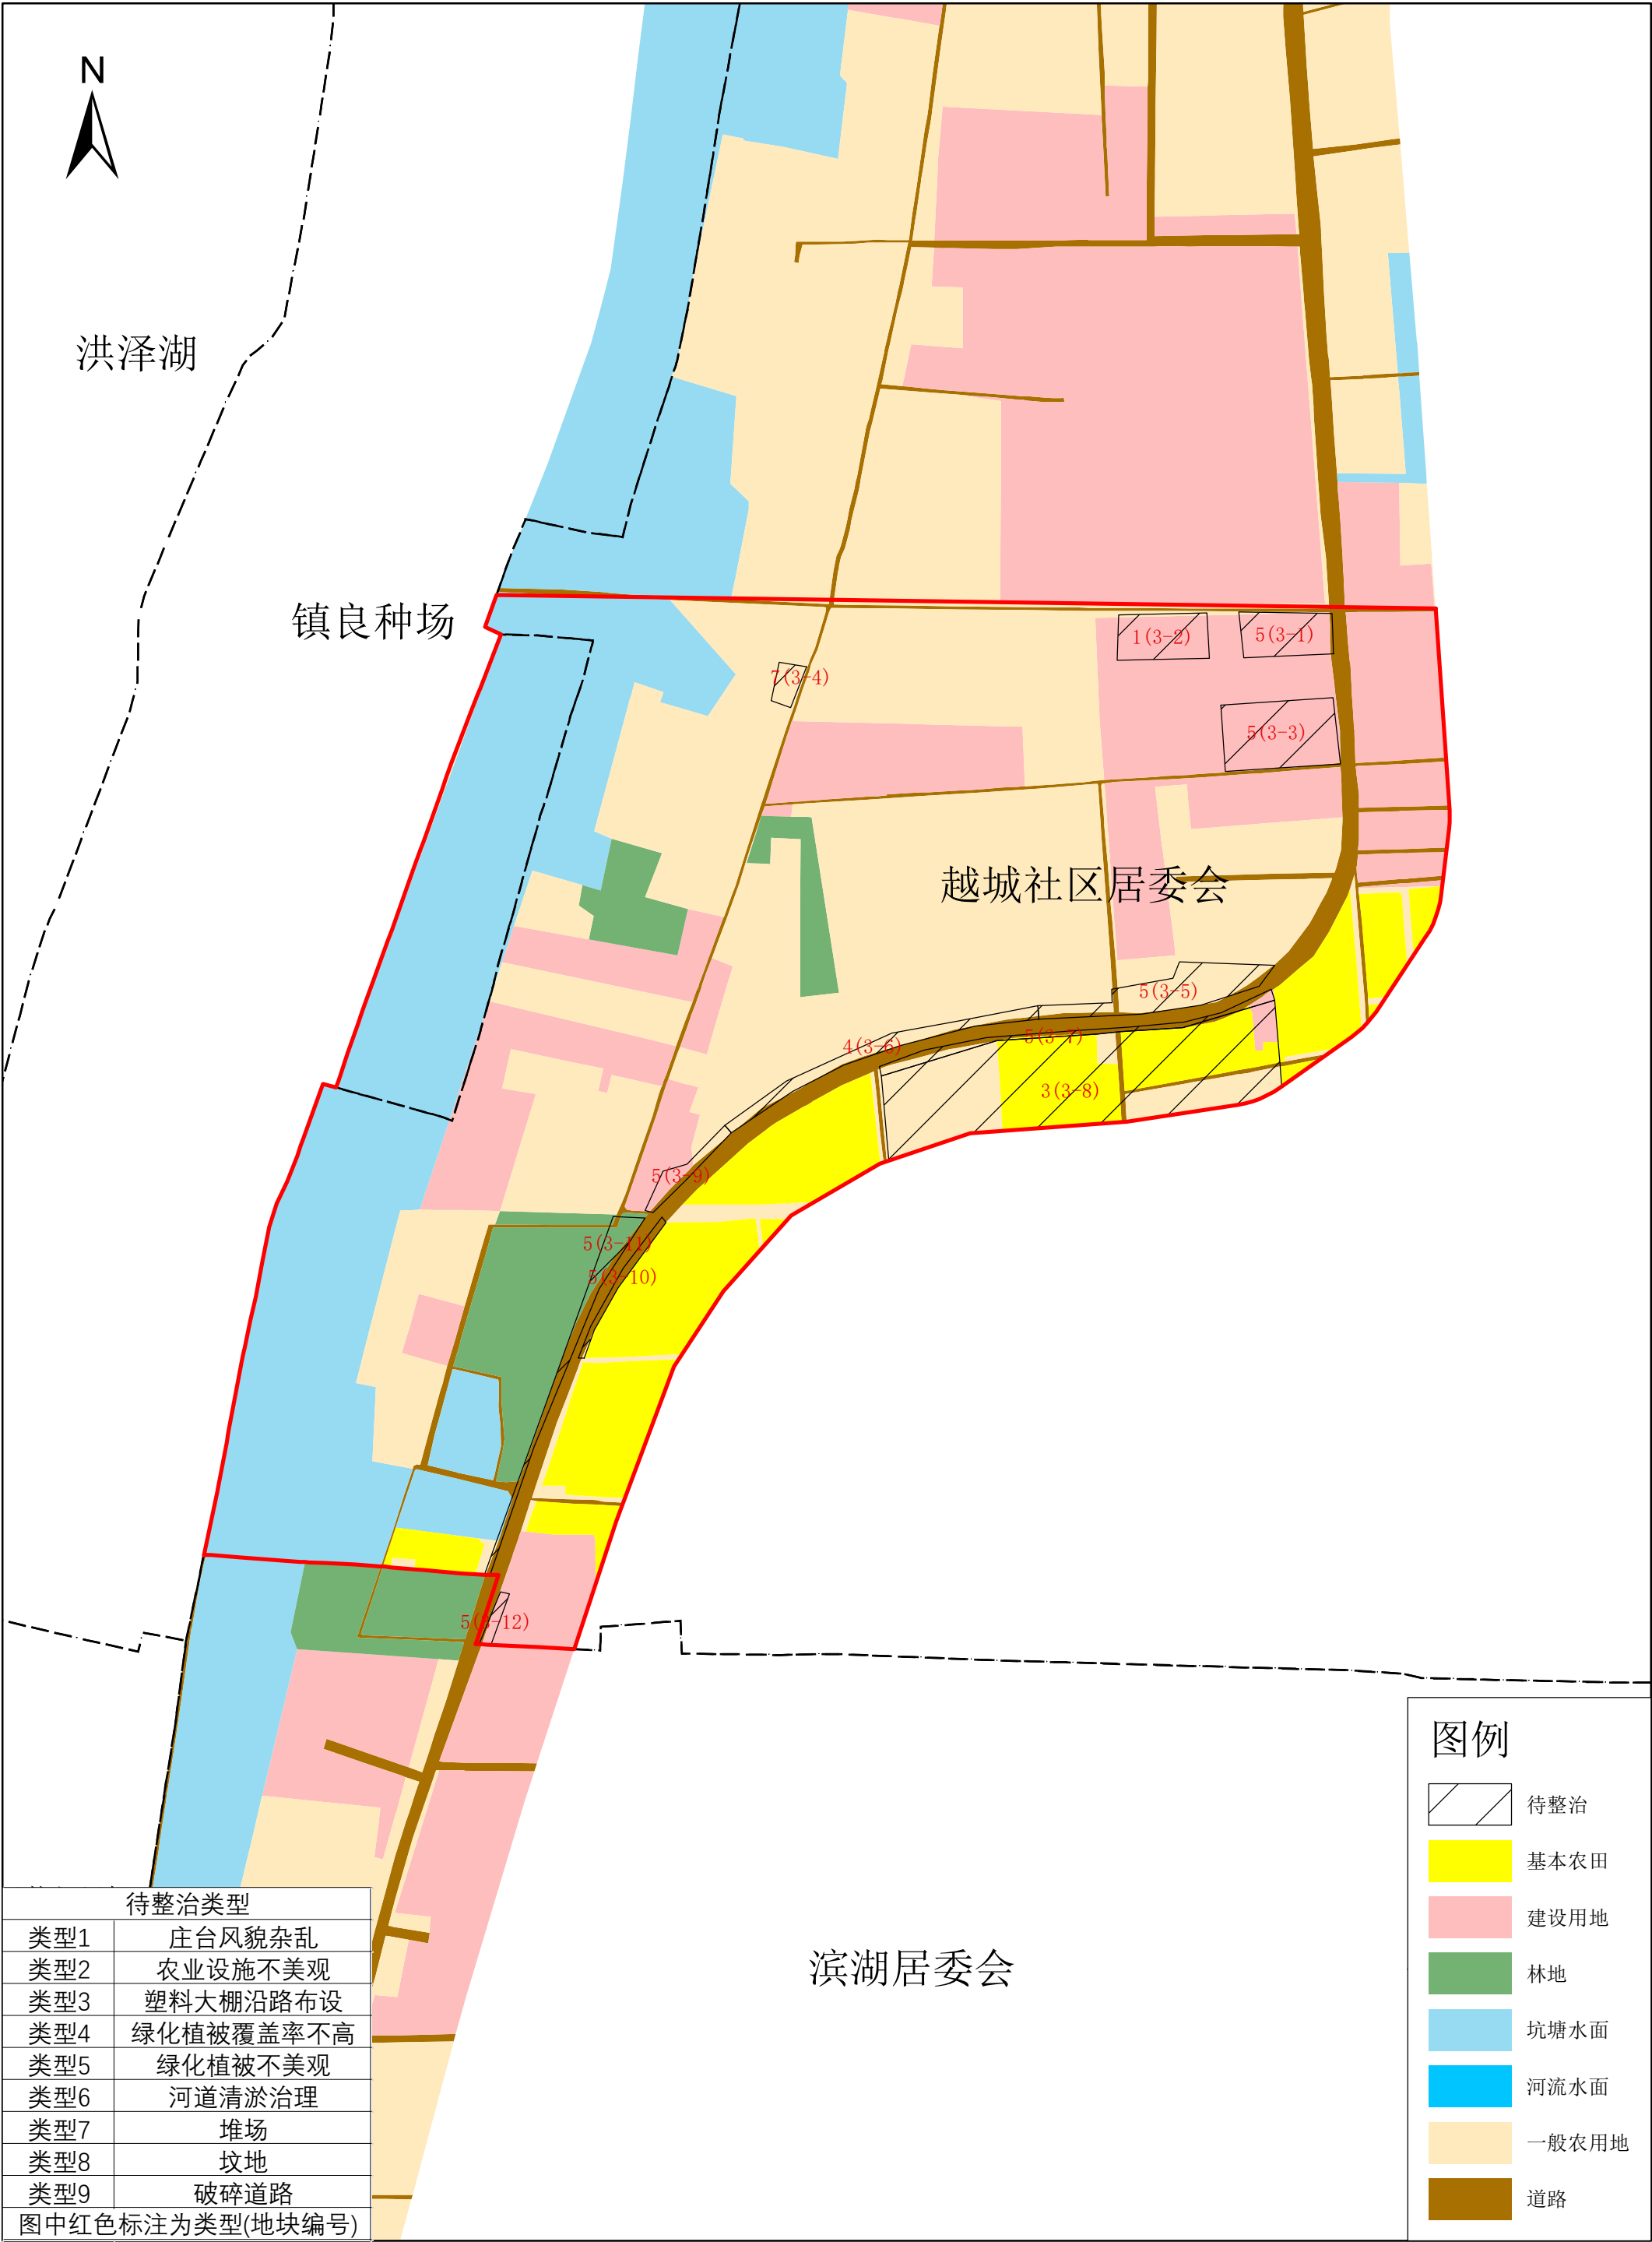 N
洪泽湖
镇良种场
1(3-2)
5(3-1)
7(3-4)
5(3-3)
越城社区居委会
5(3-5)
5(3-7)
4(3-6)
3(3-8)
5(3-9)
5(3-11)
5(3-10)
5(3-12)
滨湖居委会
图例
待整治
基本农田
建设用地
林地
坑塘水面
河流水面
一般农用地
道路
待整治类型
类型1 庄台风貌杂乱
类型2 农业设施不美观
类型3 塑料大棚沿路布设
类型4 绿化植被覆盖率不高
类型5 绿化植被不美观
类型6 河道清淤治理
类型7 堆场
类型8 坟地
类型9 破碎道路
图中红色标注为类型(地块编号)